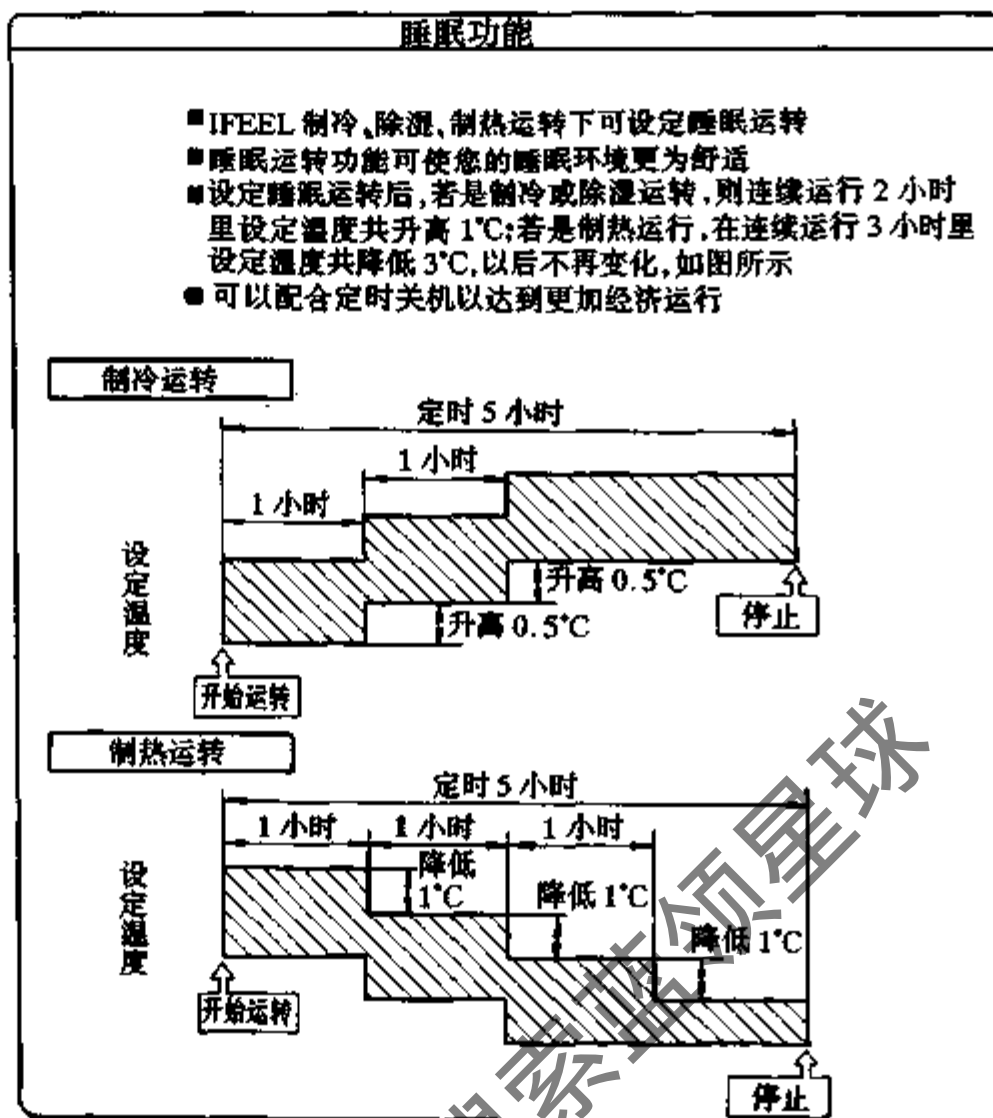 睡眠功能
■IFEEL 制冷、除湿、制热运转下可设定睡眠运转
■睡眠运转功能可使您的睡眠环境更为舒适
■设定睡眠运转后,若是制冷或除湿运转,则连续运行 2 小时
里设定温度共升高 1℃;若是制热运行,在连续运行 3 小时里
设定温度共降低 3℃,以后不再变化,如图所示
● 可以配合定时关机以达到更加经济运行
制冷运转
定时 5 小时
1 小时
1 小时
设定温度
升高 0.5℃
升高 0.5℃
停止
开始运转
制热运转
定时 5 小时
1 小时 1 小时 1 小时
降低
1℃
降低 1℃
降低 1℃
设定温度
开始运转
停止
搜索蓝领星球